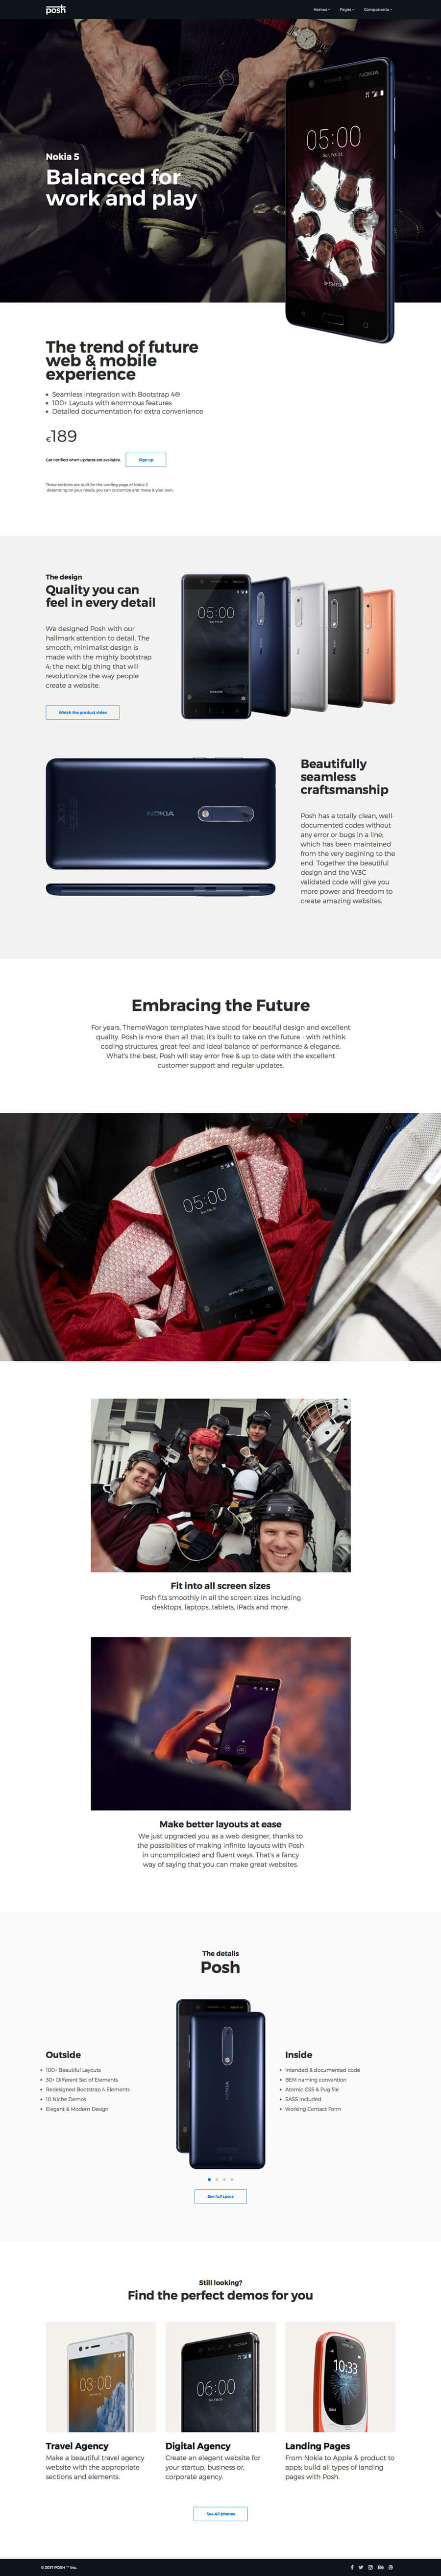 posh
Homes
Pages
Components
Nokia 5
Balanced for
work and play
NOKIA
05:00
Sun, Feb 26
The trend of future
web & mobile
experience
Seamless integration with Bootstrap 4®
100+ Layouts with enormous features
Detailed documentation for extra convenience
€189
Get notified when updates are available.
Sign up
These sections are built for the landing page of Nokia 5
depending on your needs, you can customize and make it your own.
The design
Quality you can
feel in every detail
We designed Posh with our
hallmark attention to detail. The
smooth, minimalist design is
made with the mighty bootstrap
4; the next big thing that will
revolutionize the way people
create a website.
Watch the product video
05:00
NOKIA
Beautifully
seamless
craftsmanship
Posh has a totally clean, well-
documented codes without
any error or bugs in a line;
which has been maintained
from the very begining to the
end. Together the beautiful
design and the W3C
validated code will give you
more power and freedom to
create amazing websites.
Embracing the Future
For years, ThemeWagon templates have stood for beautiful design and excellent
quality. Posh is more than all that; it's built to take on the future - with rethink
coding structures, great feel and ideal balance of performance & elegance.
What's the best, Posh will stay error free & up to date with the excellent
customer support and regular updates.
05:00
Fit into all screen sizes
Posh fits smoothly in all the screen sizes including
desktops, laptops, tablets, iPads and more.
Make better layouts at ease
We just upgraded you as a web designer, thanks to
the possibilities of making infinite layouts with Posh
in uncomplicated and fluent ways. That's a fancy
way of saying that you can make great websites.
The details
Posh
Outside
100+ Beautiful Layouts
30+ Different Set of Elements
Redesigned Bootstrap 4 Elements
10 Niche Demos
Elegant & Modern Design
NOKIA
Inside
Intended & documented code
BEM naming convention
Atomic CSS & Pug file
SASS included
Working Contact Form
See full specs
Still looking?
Find the perfect demos for you
03:00
06:00
NOKIA
10:33
Travel Agency
Make a beautiful travel agency
website with the appropriate
sections and elements.
Digital Agency
Create an elegant website for
your startup, business or,
corporate agency.
Landing Pages
From Nokia to Apple & product to
app; build all types of landing
pages with Posh.
See All phones
© 2017 POSH ™ Inc.